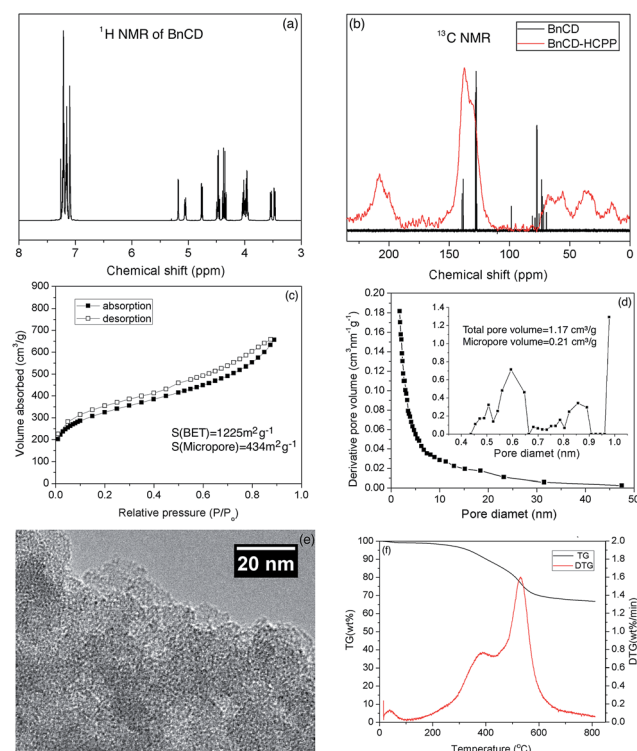 (a)
¹H NMR of BnCD
8 7 6 5 4 3
Chemical shift (ppm)
(b)
¹³C NMR
BnCD
BnCD-HCPP
200 150 100 50 0
Chemical shift (ppm)
(c)
absorption
desorption
Volume absorbed (cm³/g)
900
800
700
600
500
400
300
200
100
0
S(BET)=1225m²g⁻¹
S(Micropore)=434m²g⁻¹
0.0 0.2 0.4 0.6 0.8 1.0
Relative pressure (P/Pₒ)
(d)
Derivative pore volume (cm³nm⁻¹g⁻¹)
0.20
0.18
0.16
0.14
0.12
0.10
0.08
0.06
0.04
0.02
0.00
1.4
1.2
1.0
0.8
0.6
0.4
0.2
0.0
Total pore volume=1.17 cm³/g
Micropore volume=0.21 cm³/g
0.4 0.5 0.6 0.7 0.8 0.9 1.0
Pore diamet (nm)
0 10 20 30 40 50
Pore diamet (nm)
(e)
20 nm
(f)
TG
DTG
TG(wt%)
100
90
80
70
60
50
40
30
20
10
0
DTG(wt%/min)
2.0
1.8
1.6
1.4
1.2
1.0
0.8
0.6
0.4
0.2
0.0
0 200 400 600 800
Temperature (°C)